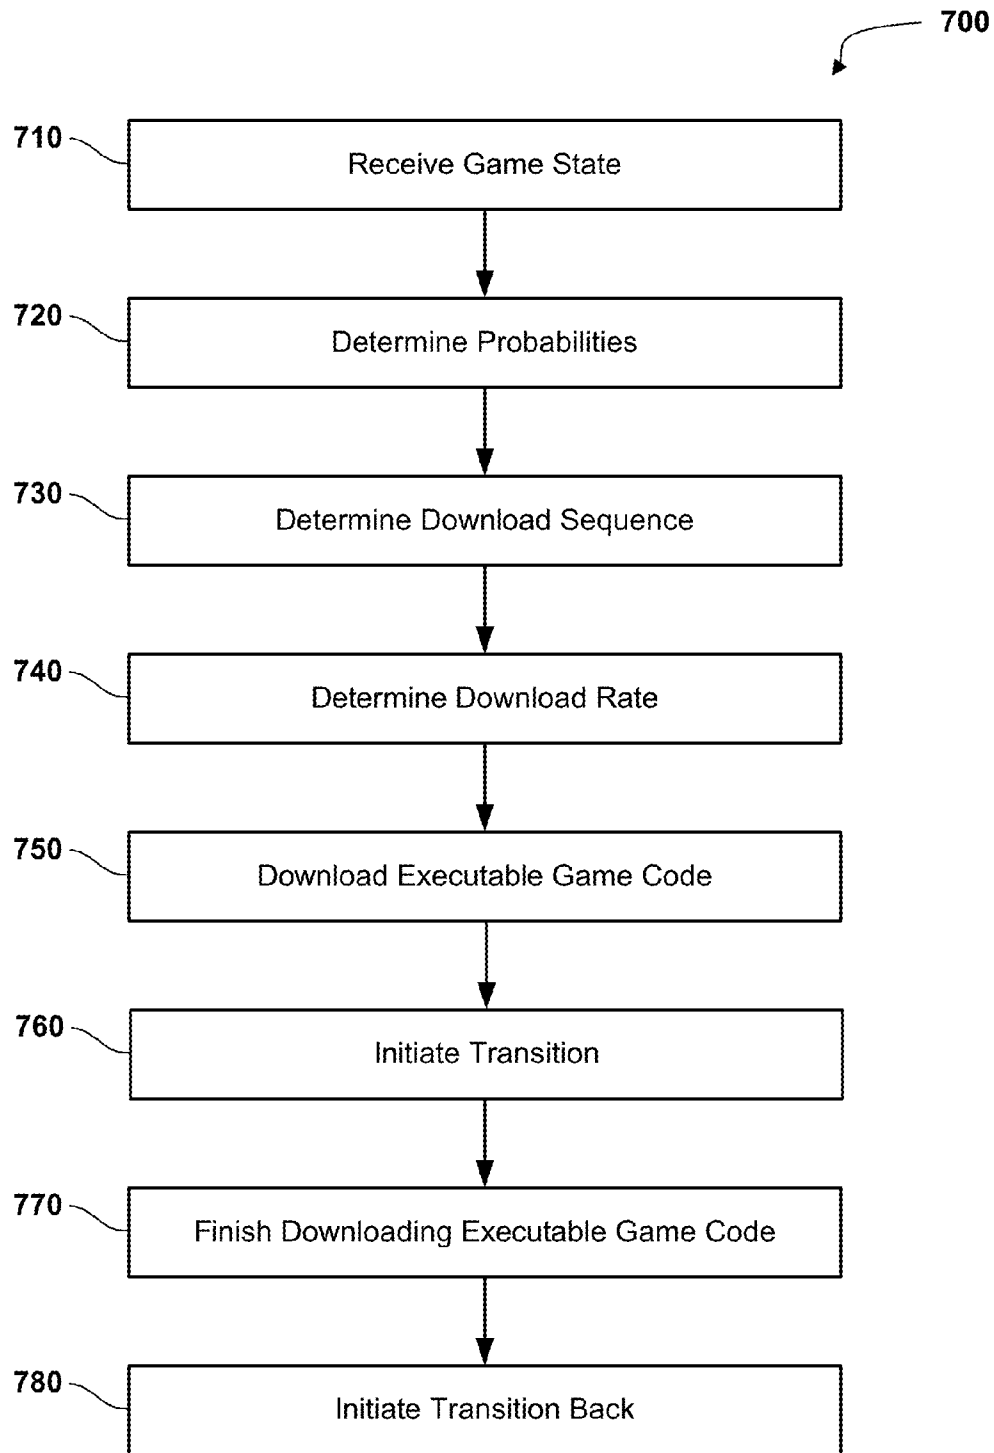 700
710
Receive Game State
720
Determine Probabilities
730
Determine Download Sequence
740
Determine Download Rate
750
Download Executable Game Code
760
Initiate Transition
770
Finish Downloading Executable Game Code
780
Initiate Transition Back